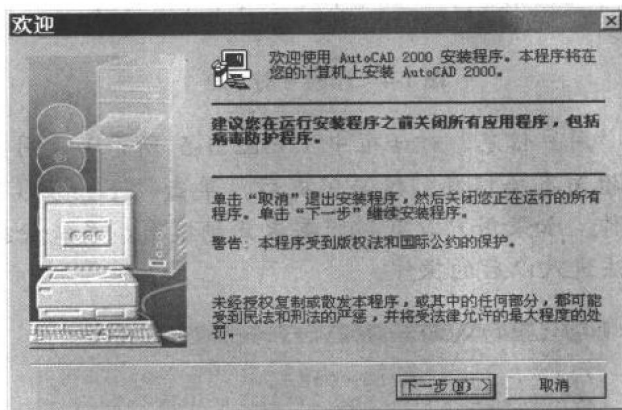 欢迎
欢迎使用 AutoCAD 2000 安装程序。本程序将在
您的计算机上安装 AutoCAD 2000。
建议您在运行安装程序之前关闭所有应用程序，包括
病毒防护程序。
单击“取消”退出安装程序，然后关闭您正在运行的所有
程序。单击“下一步”继续安装程序。
警告: 本程序受到版权法和国际公约的保护。
未经授权复制或散发本程序，或其中的任何部分，都可能
受到民法和刑法的严惩，并将受法律允许的最大程度的处
罚。
下一步(N) >
取消